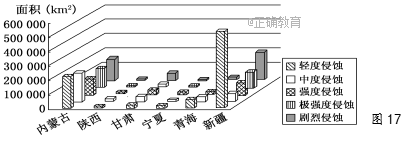 面积 (km²)
@正确教育
600 000
500 000
400 000
300 000
200 000
100 000
0
内蒙古
陕西
甘肃
宁夏
青海
新疆
轻度侵蚀
中度侵蚀
强度侵蚀
极强度侵蚀
剧烈侵蚀
图 17